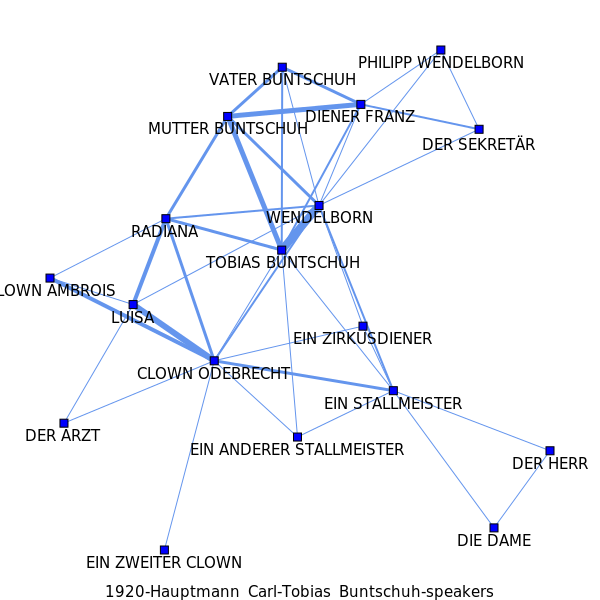 PHILIPP WENDELBORN
VATER BUNTSCHUH
DIENER FRANZ
MUTTER BUNTSCHUH
DER SEKRETÄR
WENDELBORN
RADIANA
TOBIAS BUNTSCHUH
LOWN AMBROIS
LUISA
EIN ZIRKUSDIENER
CLOWN ODEBRECHT
EIN STALLMEISTER
DER ARZT
EIN ANDERER STALLMEISTER
DER HERR
DIE DAME
EIN ZWEITER CLOWN
1920-Hauptmann_Carl-Tobias_Buntschuh-speakers